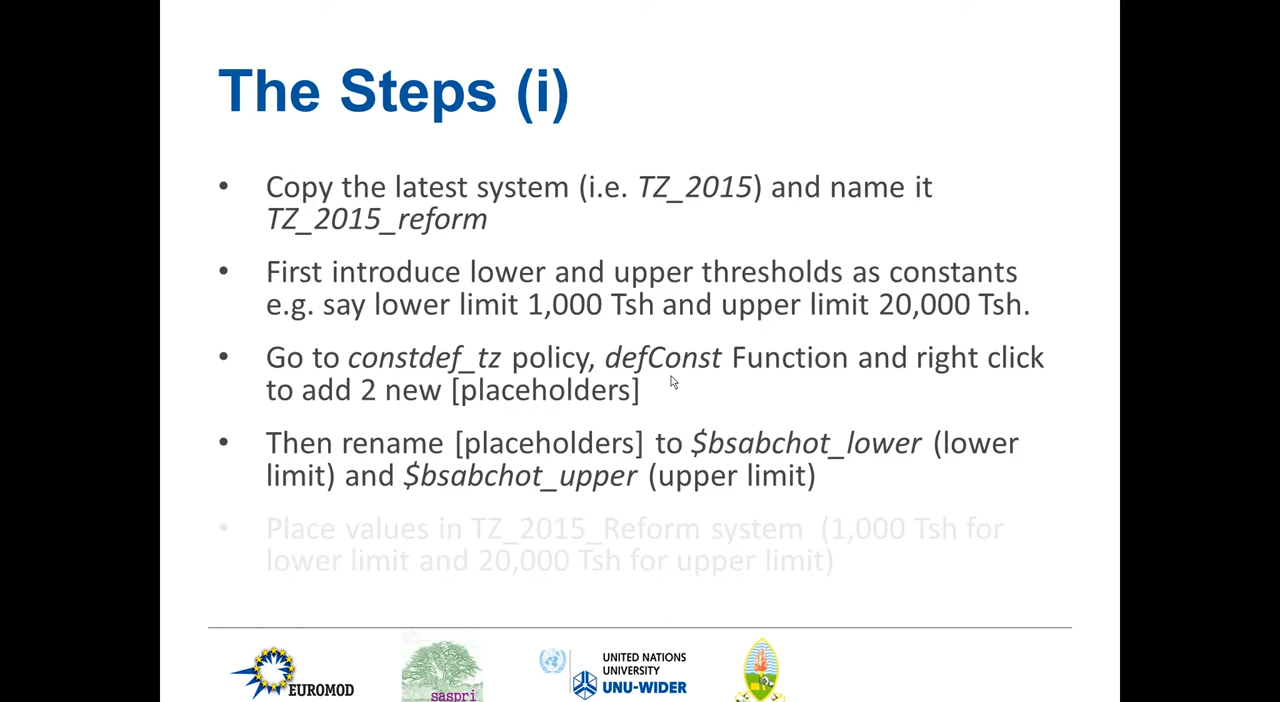 The Steps (i)
• Copy the latest system (i.e. TZ_2015) and name it
TZ_2015_reform
• First introduce lower and upper thresholds as constants
e.g. say lower limit 1,000 Tsh and upper limit 20,000 Tsh.
• Go to constdef_tz policy, defConst Function and right click
to add 2 new [placeholders]
• Then rename [placeholders] to $bsabchot_lower (lower
limit) and $bsabchot_upper (upper limit)
• Place values in TZ_2015_Reform system (1,000 Tsh for
lower limit and 20,000 Tsh for upper limit)
EUROMOD
saspri
UNITED NATIONS
UNIVERSITY
UNU-WIDER